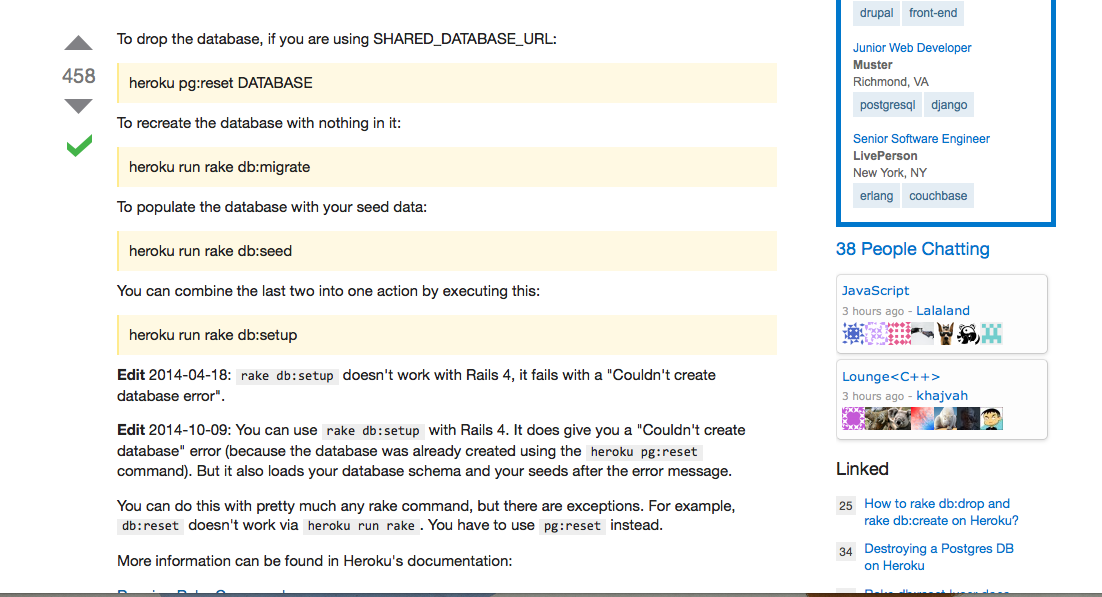 To drop the database, if you are using SHARED_DATABASE_URL:
458
heroku pg:reset DATABASE
To recreate the database with nothing in it:
heroku run rake db:migrate
To populate the database with your seed data:
heroku run rake db:seed
You can combine the last two into one action by executing this:
heroku run rake db:setup
Edit 2014-04-18: rake db:setup doesn't work with Rails 4, it fails with a "Couldn't create
database error".
Edit 2014-10-09: You can use rake db:setup with Rails 4. It does give you a "Couldn't create
database" error (because the database was already created using the heroku pg:reset
command). But it also loads your database schema and your seeds after the error message.
You can do this with pretty much any rake command, but there are exceptions. For example,
db:reset doesn't work via heroku run rake. You have to use pg:reset instead.
More information can be found in Heroku's documentation:
drupal front-end
Junior Web Developer
Muster
Richmond, VA
postgresql django
Senior Software Engineer
LivePerson
New York, NY
erlang couchbase
38 People Chatting
JavaScript
3 hours ago - Lalaland
Lounge<C++>
3 hours ago - khajvah
Linked
25 How to rake db:drop and
rake db:create on Heroku?
34 Destroying a Postgres DB
on Heroku